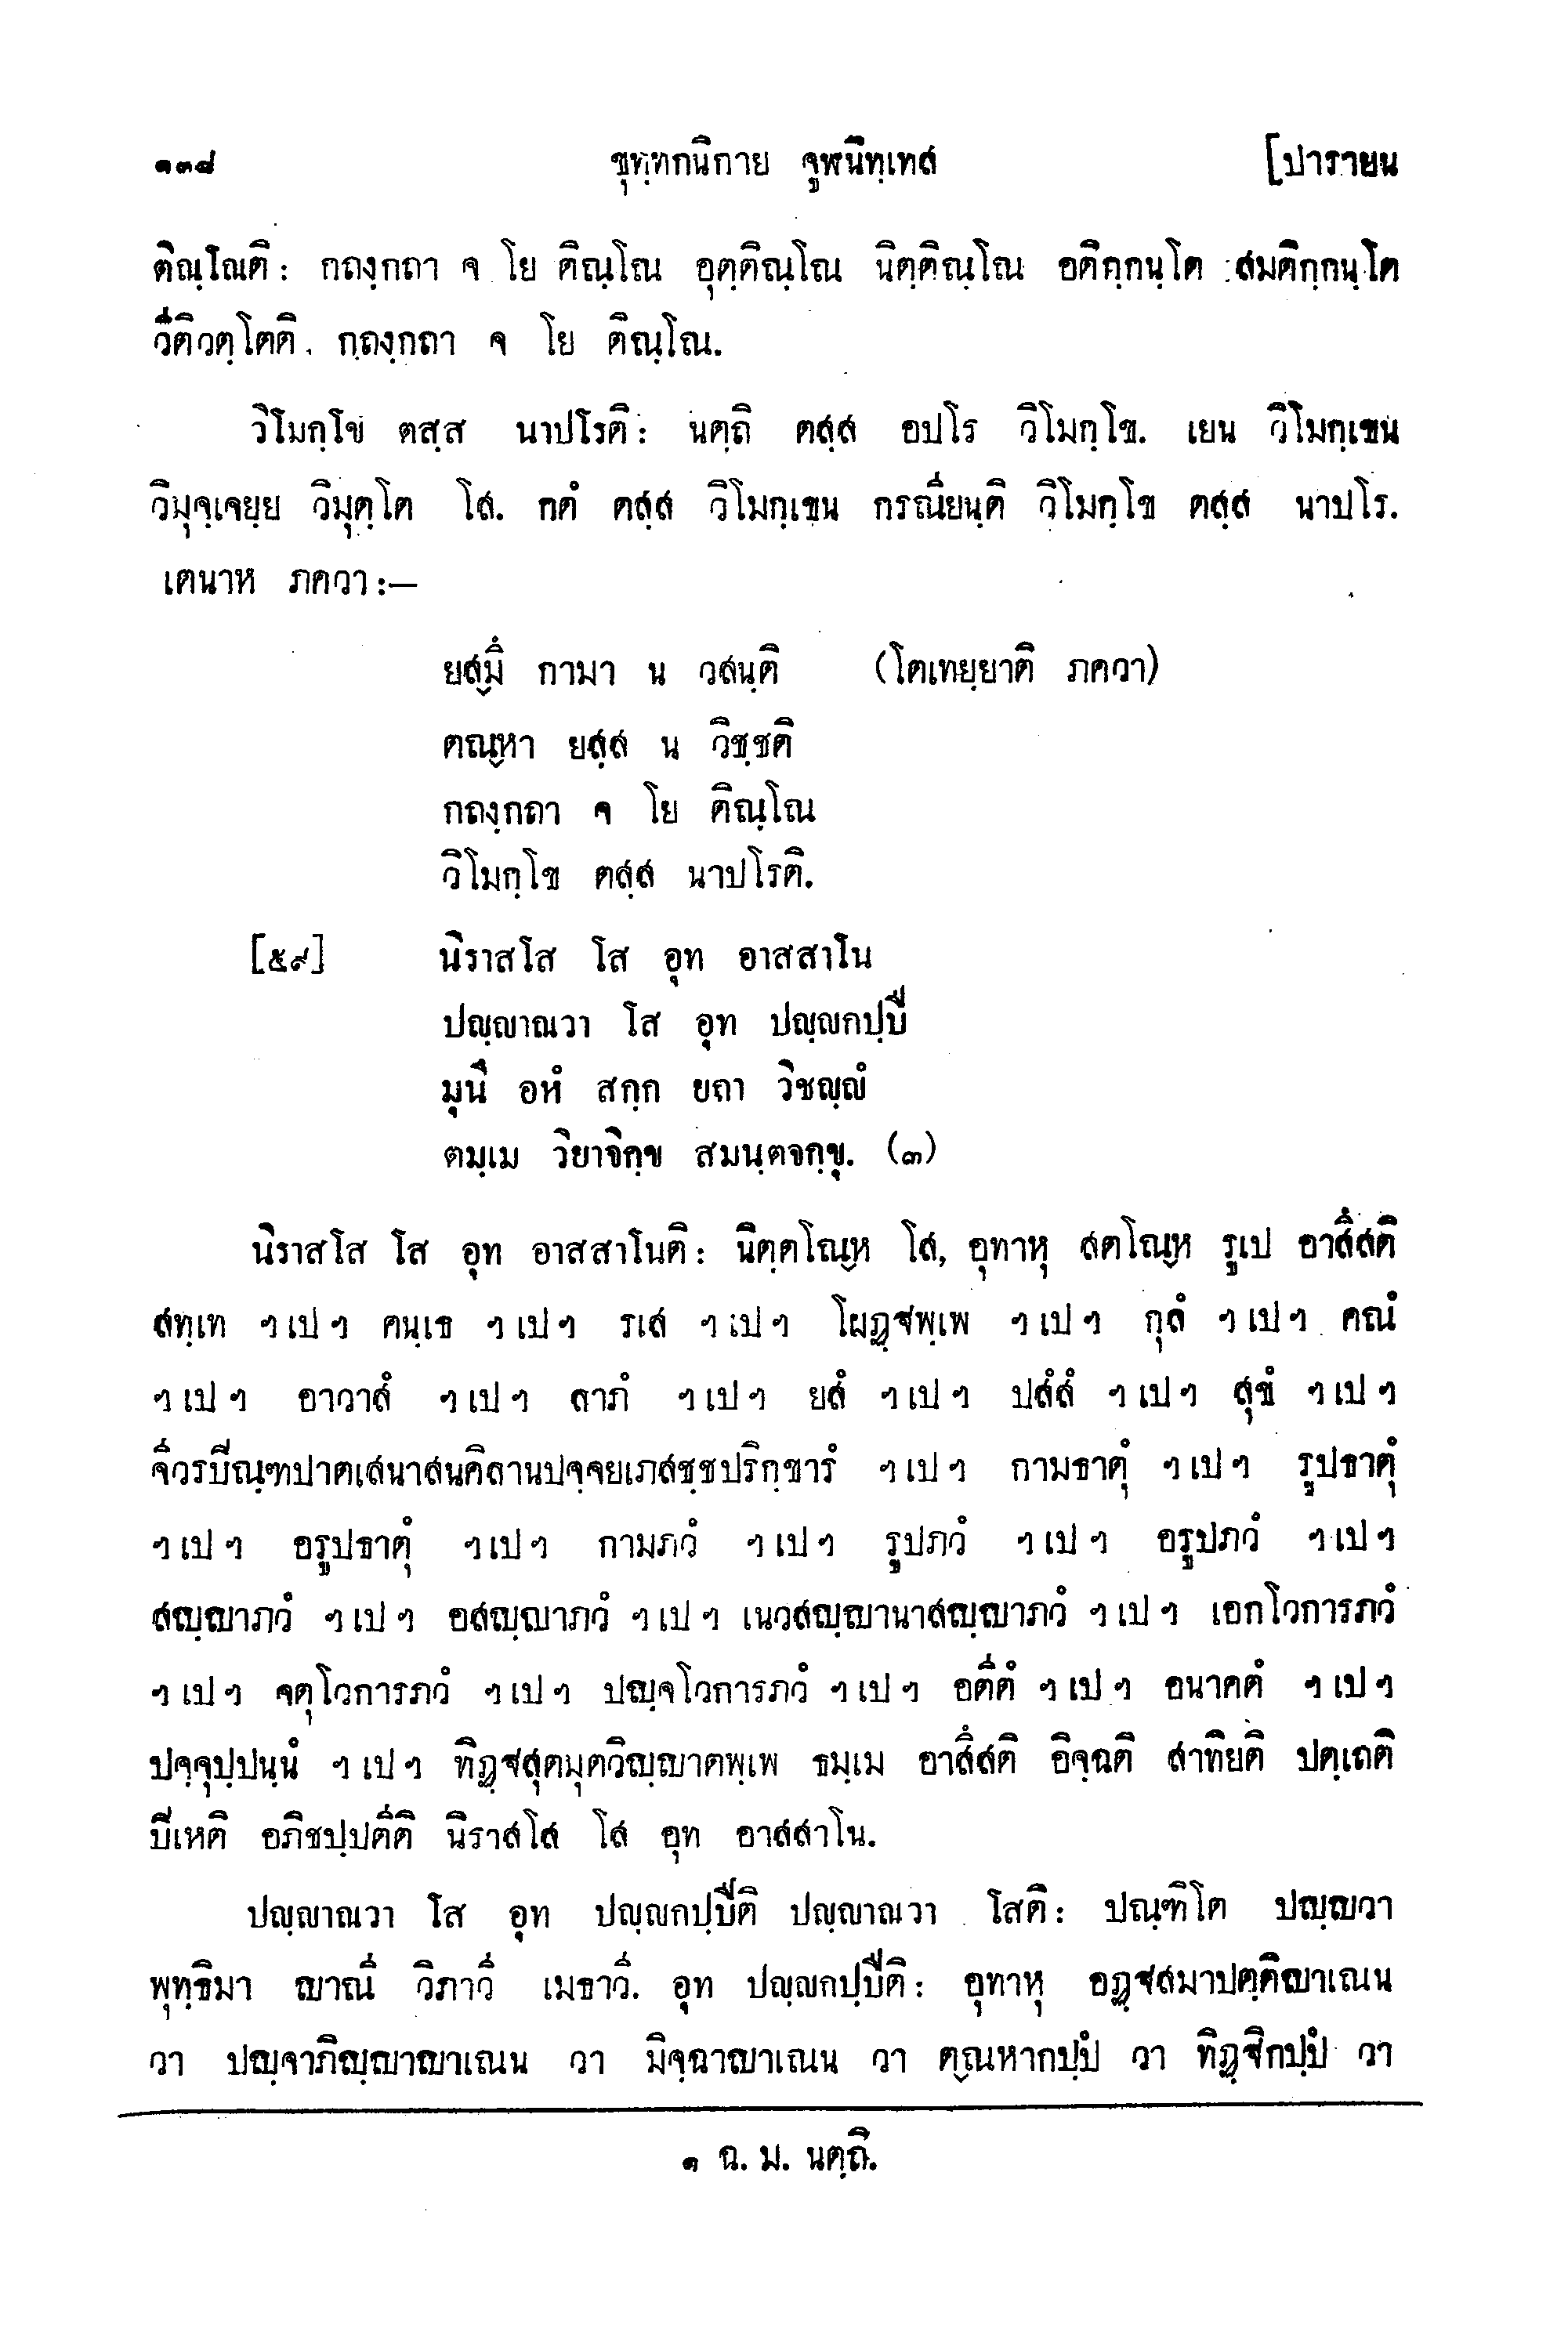 ๑๓๘ ขุทฺทกนิกาย จูฬนิทฺเทส [ปารายน
ติณฺโณติ: กถงฺกถา จ โย ติณฺโณ อุตฺติณฺโณ นิตฺติณฺโณ อติกฺกนฺโต สมติกฺกนฺโต
วีติวตฺโตติ. กถงฺกถา จ โย ติณฺโณ.
วิโมกฺโข ตสฺส นาปโรติ: นตฺถิ ตสฺส อปโร วิโมกฺโข. เยน วิโมกฺเขน
วิมุจฺเจยฺย วิมุตฺโต โส. กตํ ตสฺส วิโมกฺเขน กรณียนฺติ วิโมกฺโข ตสฺส นาปโร.
เตนาห ภควา:—
ยสฺมึ กามา น วสนฺติ (โตเทยฺยาติ ภควา)
ตณฺหา ยสฺส น วิชฺชติ
กถงฺกถา จ โย ติณฺโณ
วิโมกฺโข ตสฺส นาปโรติ.
[๕๙] นิราสโส โส อุท อาสสาโน
ปญฺญาณวา โส อุท ปญฺญกปฺปี
มุนึ อหํ สกฺก ยถา วิชญฺญํ
ตมฺเม วิยาจิกฺข สมนฺตจกฺขุ. (๓)
นิราสโส โส อุท อาสสาโนติ: นิตฺตโณฺห โส, อุทาหุ สตโณฺห รูเป อาสึสติ
สทฺเท ฯเปฯ คนฺเธ ฯเปฯ รเส ฯเปฯ โผฏฺฐพฺเพ ฯเปฯ กุลํ ฯเปฯ คณํ
ฯเปฯ อาวาสํ ฯเปฯ ลาภํ ฯเปฯ ยสํ ฯเปฯ ปสํสํ ฯเปฯ สุขํ ฯเปฯ
จีวรปิณฺฑปาตเสนาสนคิลานปจฺจยเภสชฺชปริกฺขารํ ฯเปฯ กามธาตุํ ฯเปฯ รูปธาตุํ
ฯเปฯ อรูปธาตุํ ฯเปฯ กามภวํ ฯเปฯ รูปภวํ ฯเปฯ อรูปภวํ ฯเปฯ
สญฺญาภวํ ฯเปฯ อสญฺญาภวํ ฯเปฯ เนวสญฺญานาสญฺญาภวํ ฯเปฯ เอกโวการภวํ
ฯเปฯ จตุโวการภวํ ฯเปฯ ปญฺจโวการภวํ ฯเปฯ อตีตํ ฯเปฯ อนาคตํ ฯเปฯ
ปจฺจุปฺปนฺนํ ฯเปฯ ทิฏฺฐสุตมุตวิญฺญาตพฺเพ ธมฺเม อาสึสติ อิจฺฉติ สาทิยติ ปตฺเถติ
ปิเหติ อภิชปฺปตีติ นิราสโส โส อุท อาสสาโน.
ปญฺญาณวา โส อุท ปญฺญกปฺปีติ ปญฺญาณวา โสติ: ปณฺฑิโต ปญฺญวา
พุทฺธิมา ญาณี วิภาวี เมธาวี. อุท ปญฺญกปฺปีติ: อุทาหุ อฏฺฐสมาปตฺติญาเณน
วา ปญฺจาภิญฺญาญาเณน วา มิจฺฉาญาเณน วา ตณฺหากปฺปํ วา ทิฏฺฐิกปฺปํ วา
๑ ฉ. ม. นตฺถิ.